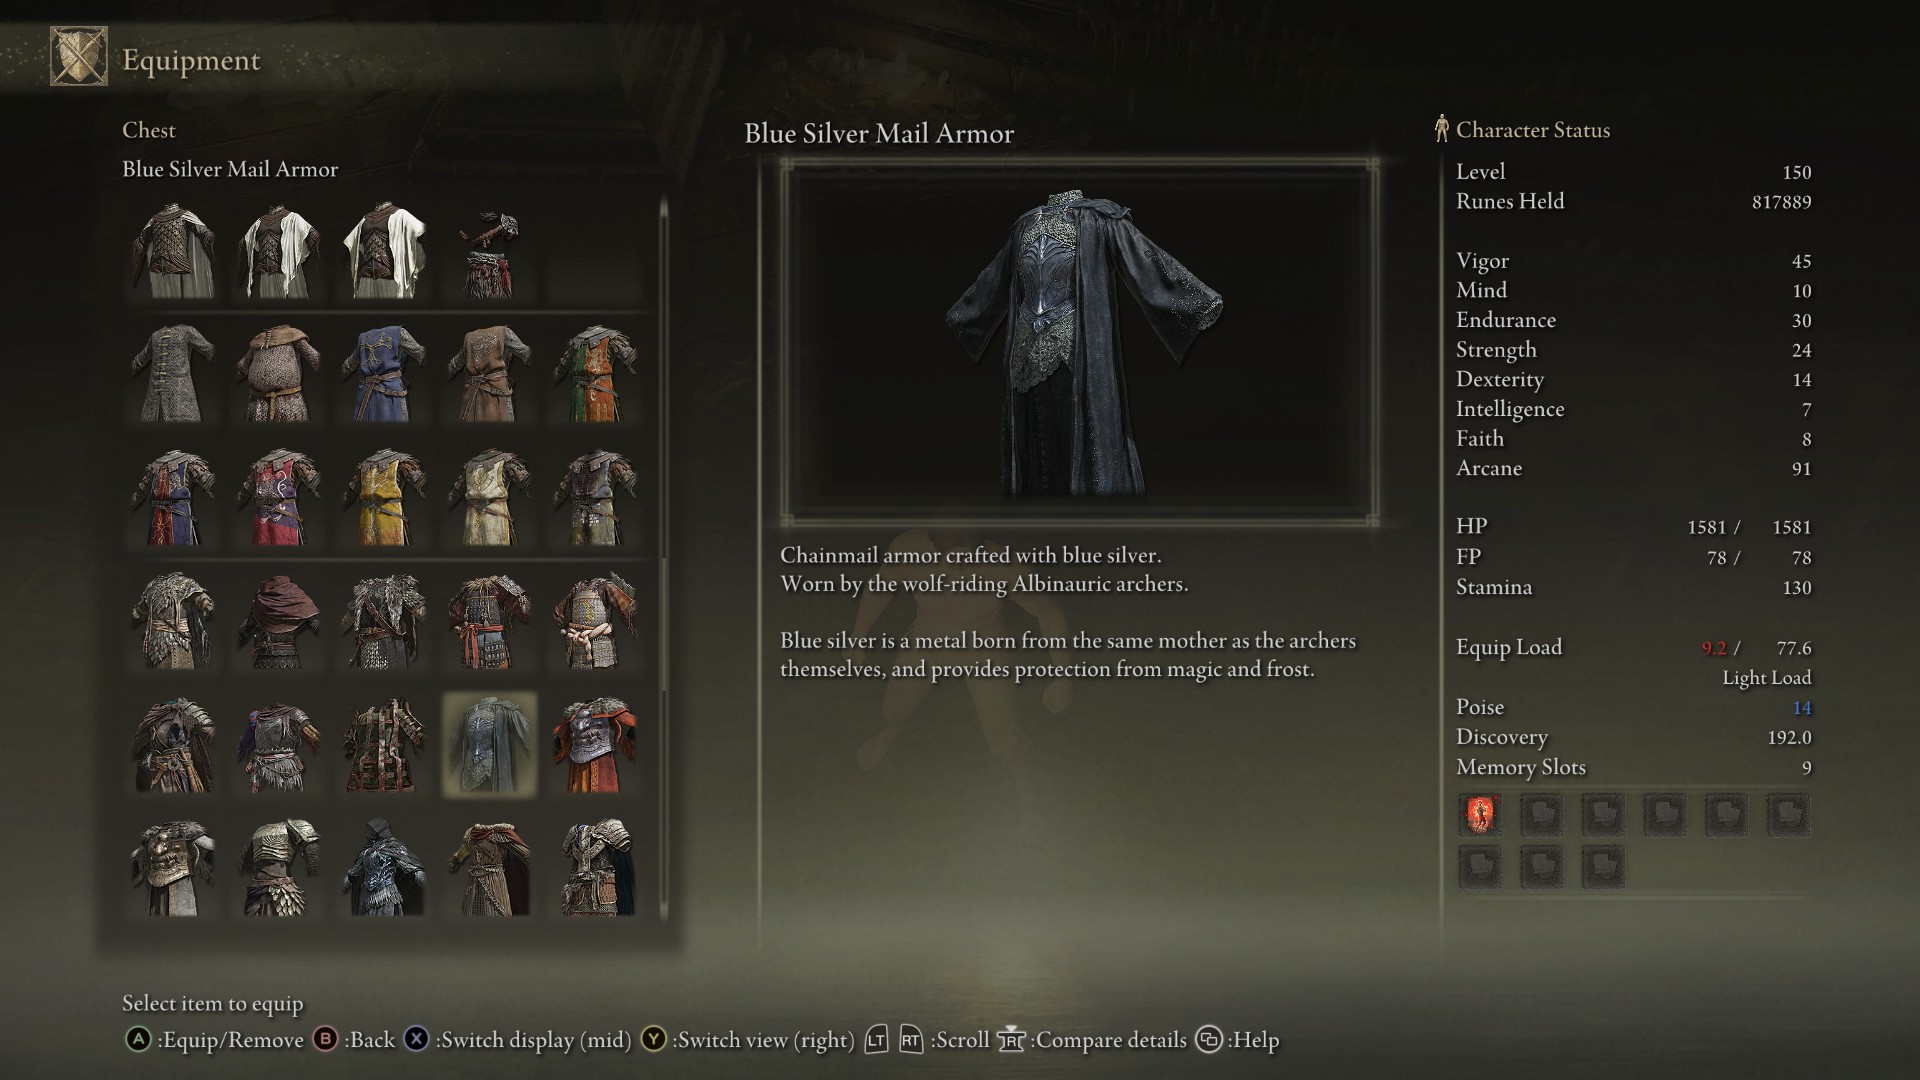 Equipment
Chest
Blue Silver Mail Armor
Blue Silver Mail Armor
Chainmail armor crafted with blue silver.
Worn by the wolf-riding Albinauric archers.
Blue silver is a metal born from the same mother as the archers
themselves, and provides protection from magic and frost.
Character Status
Level 150
Runes Held 817889
Vigor 45
Mind 10
Endurance 30
Strength 24
Dexterity 14
Intelligence 7
Faith 8
Arcane 91
HP 1581 / 1581
FP 78 / 78
Stamina 130
Equip Load 9.2 / 77.6
Light Load
Poise 14
Discovery 192.0
Memory Slots 9
Select item to equip
A :Equip/Remove B :Back X :Switch display (mid) Y :Switch view (right) LT RT :Scroll R :Compare details :Help